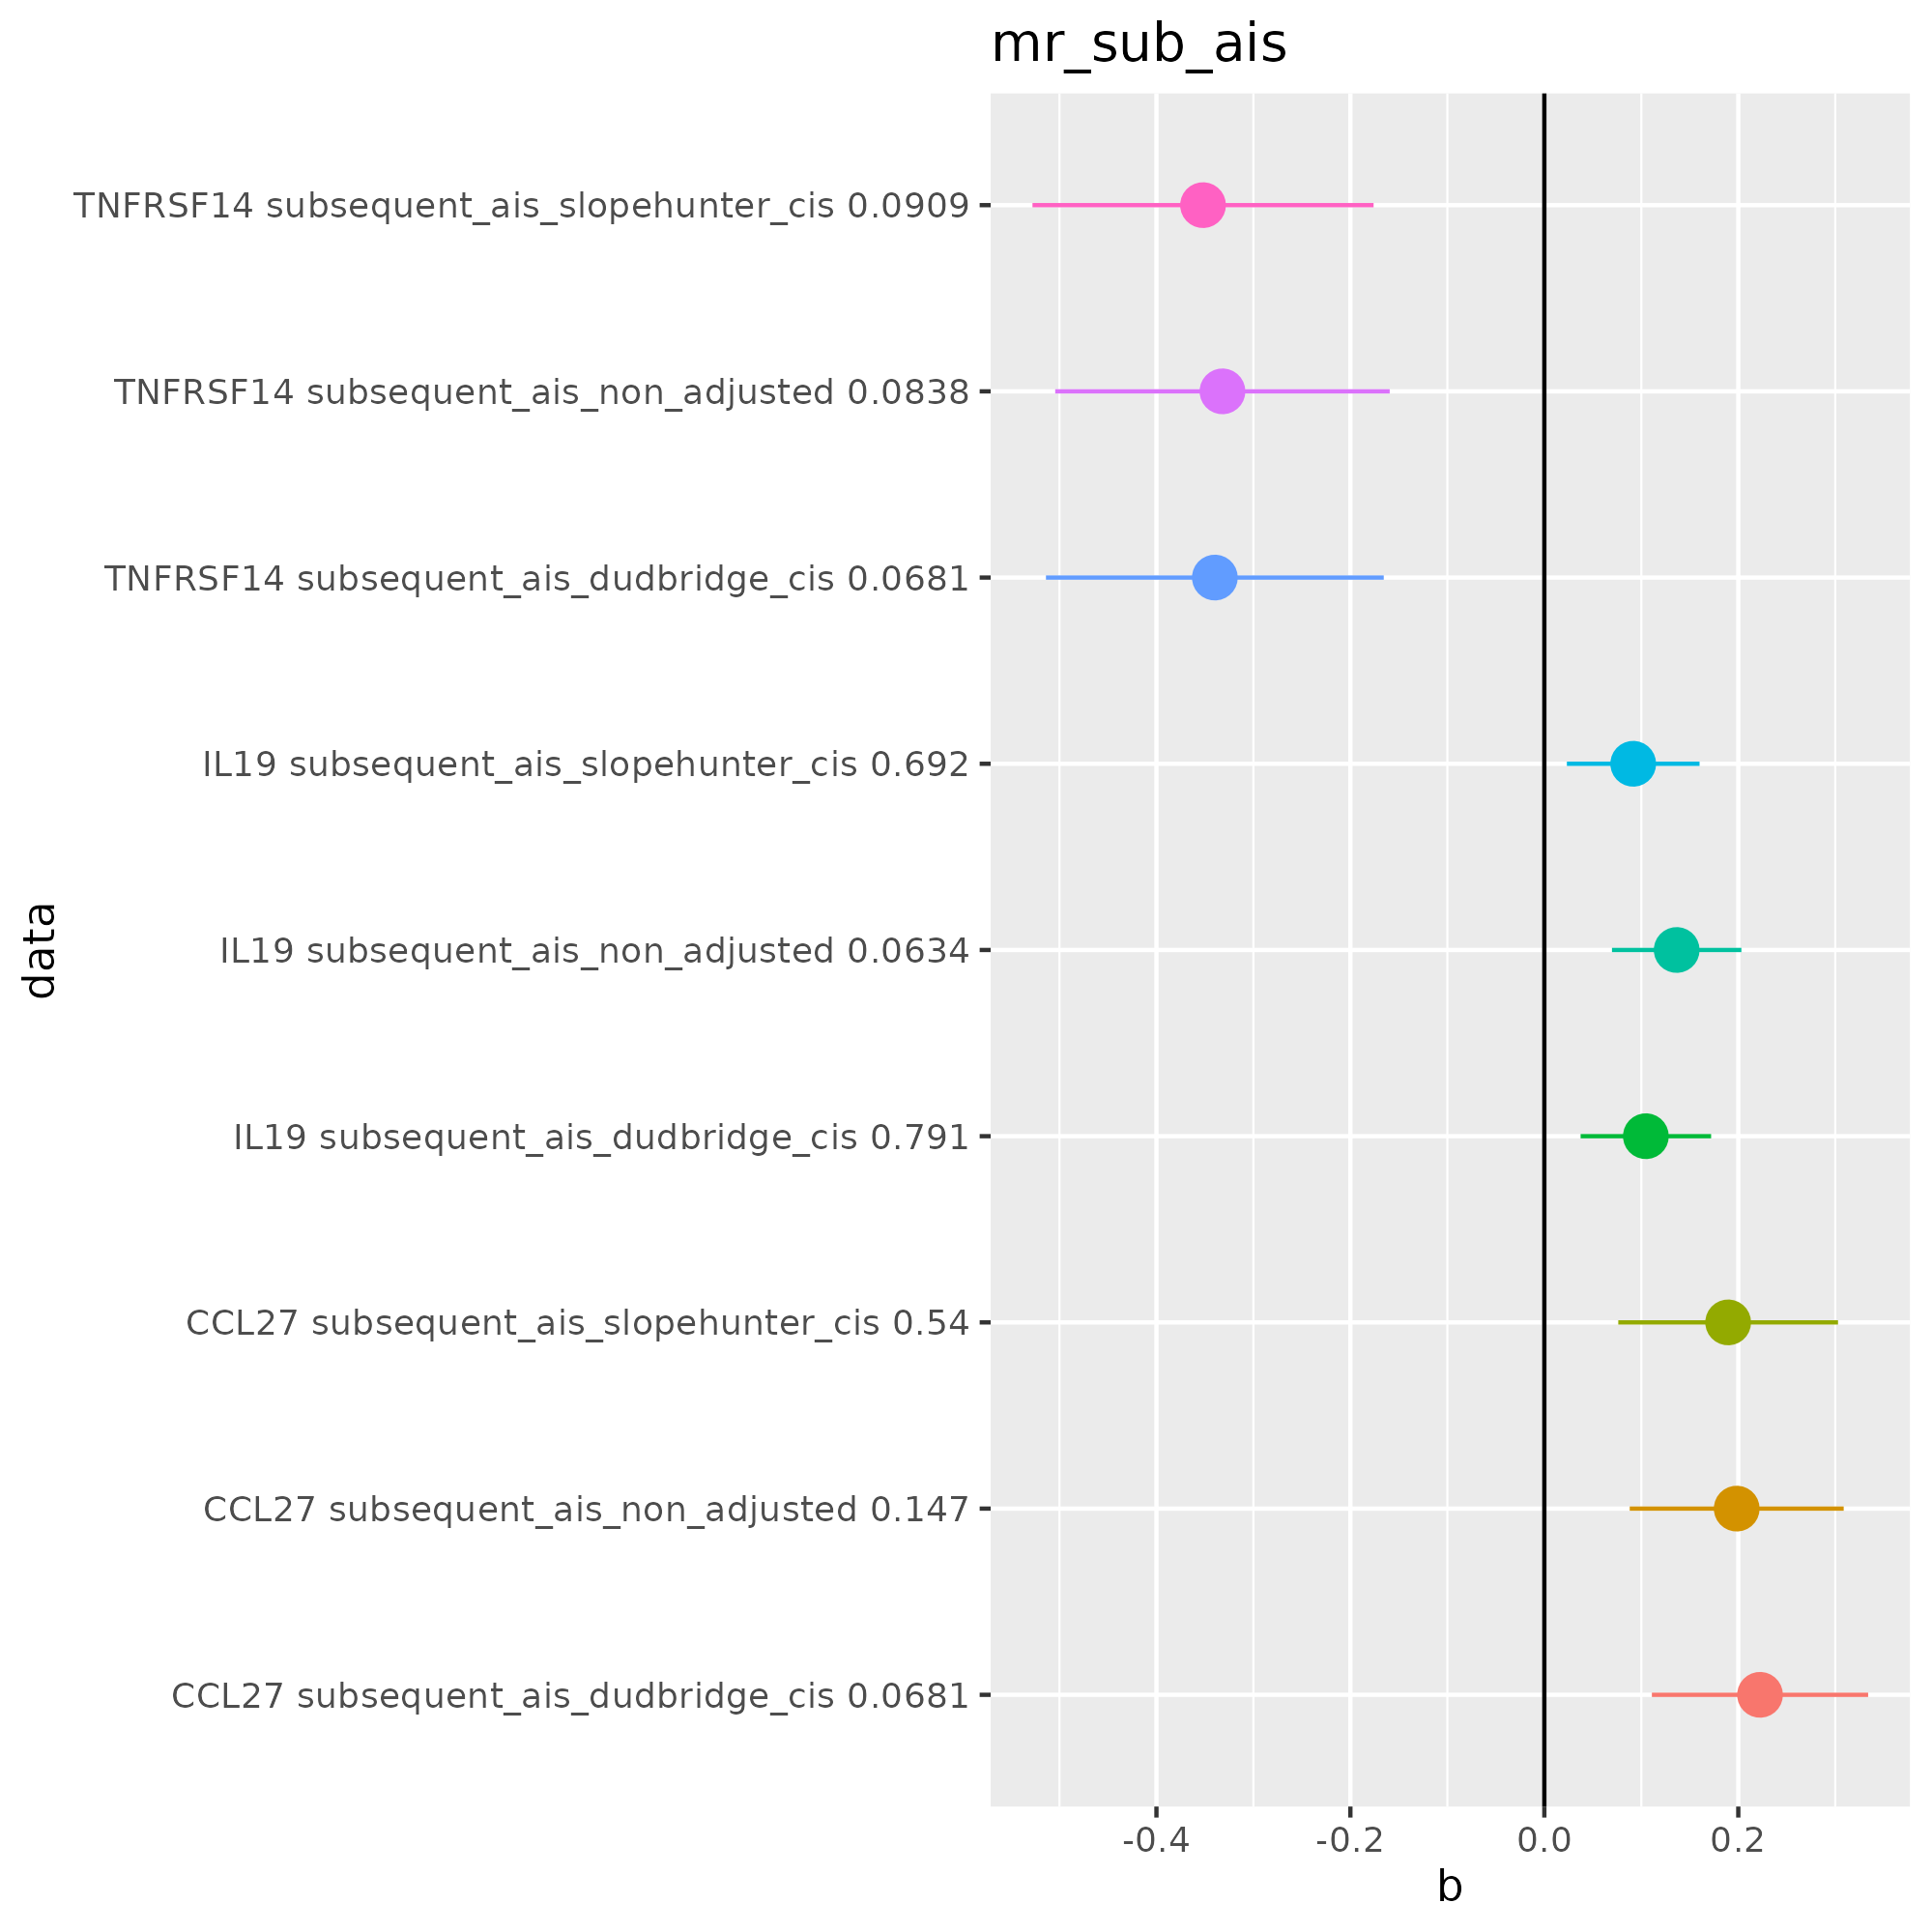 mr_sub_ais
TNFRSF14 subsequent_ais_slopehunter_cis 0.0909
TNFRSF14 subsequent_ais_non_adjusted 0.0838
TNFRSF14 subsequent_ais_dudbridge_cis 0.0681
IL19 subsequent_ais_slopehunter_cis 0.692
IL19 subsequent_ais_non_adjusted 0.0634
IL19 subsequent_ais_dudbridge_cis 0.791
CCL27 subsequent_ais_slopehunter_cis 0.54
CCL27 subsequent_ais_non_adjusted 0.147
CCL27 subsequent_ais_dudbridge_cis 0.0681
data
-0.4 -0.2 0.0 0.2
b